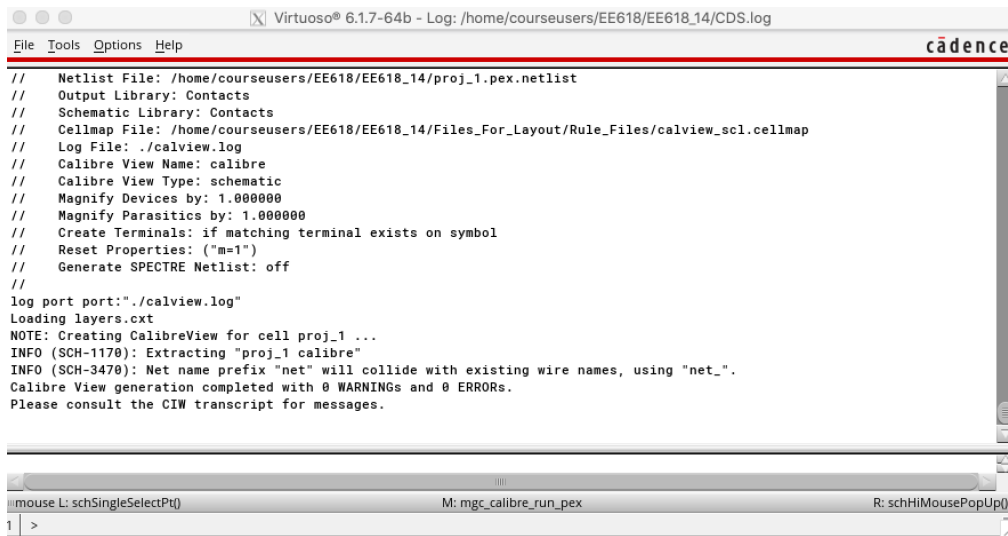 Virtuoso® 6.1.7-64b - Log: /home/courseusers/EE618/EE618_14/CDS.log
File Tools Options Help
cādence
// Netlist File: /home/courseusers/EE618/EE618_14/proj_1.pex.netlist
// Output Library: Contacts
// Schematic Library: Contacts
// Cellmap File: /home/courseusers/EE618/EE618_14/Files_For_Layout/Rule_Files/calview_scl.cellmap
// Log File: ./calview.log
// Calibre View Name: calibre
// Calibre View Type: schematic
// Magnify Devices by: 1.000000
// Magnify Parasitics by: 1.000000
// Create Terminals: if matching terminal exists on symbol
// Reset Properties: ("m=1")
// Generate SPECTRE Netlist: off
//
log port port:"./calview.log"
Loading layers.cxt
NOTE: Creating CalibreView for cell proj_1 ...
INFO (SCH-1170): Extracting "proj_1 calibre"
INFO (SCH-3470): Net name prefix "net" will collide with existing wire names, using "net_".
Calibre View generation completed with 0 WARNINGs and 0 ERRORs.
Please consult the CIW transcript for messages.
mouse L: schSingleSelectPt()
M: mgc_calibre_run_pex
R: schHiMousePopUp()
1 >